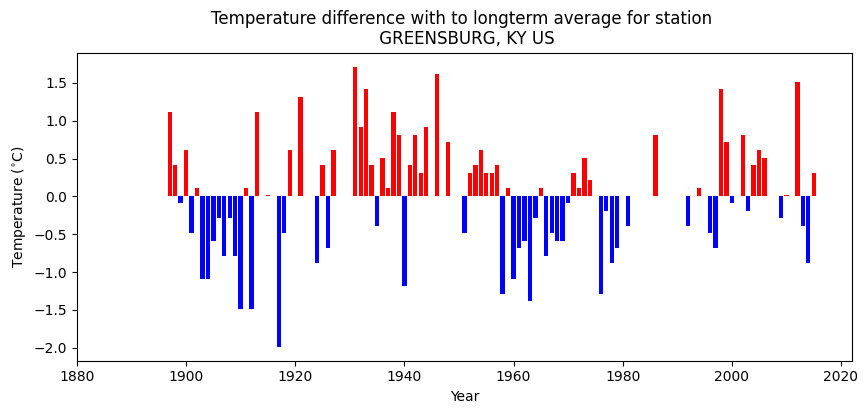 Temperature difference with to longterm average for station
GREENSBURG, KY US
Temperature (°C)
1.5
1.0
0.5
0.0
−0.5
−1.0
−1.5
−2.0
1880 1900 1920 1940 1960 1980 2000 2020
Year